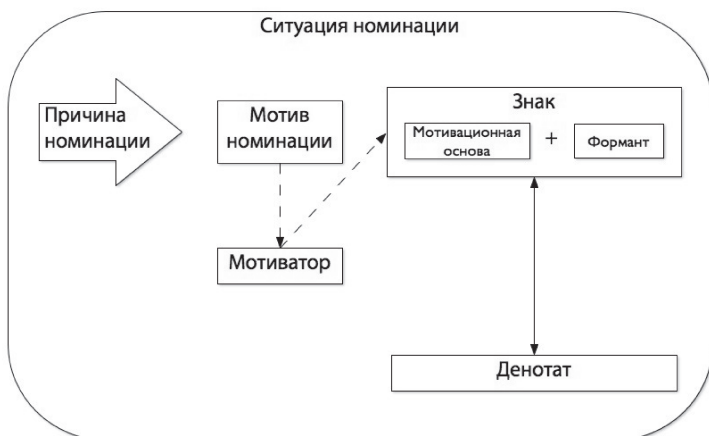 Ситуация номинации
Причина
номинации
Мотив
номинации
Знак
Мотивационная
основа
+
Формант
Мотиватор
Денотат